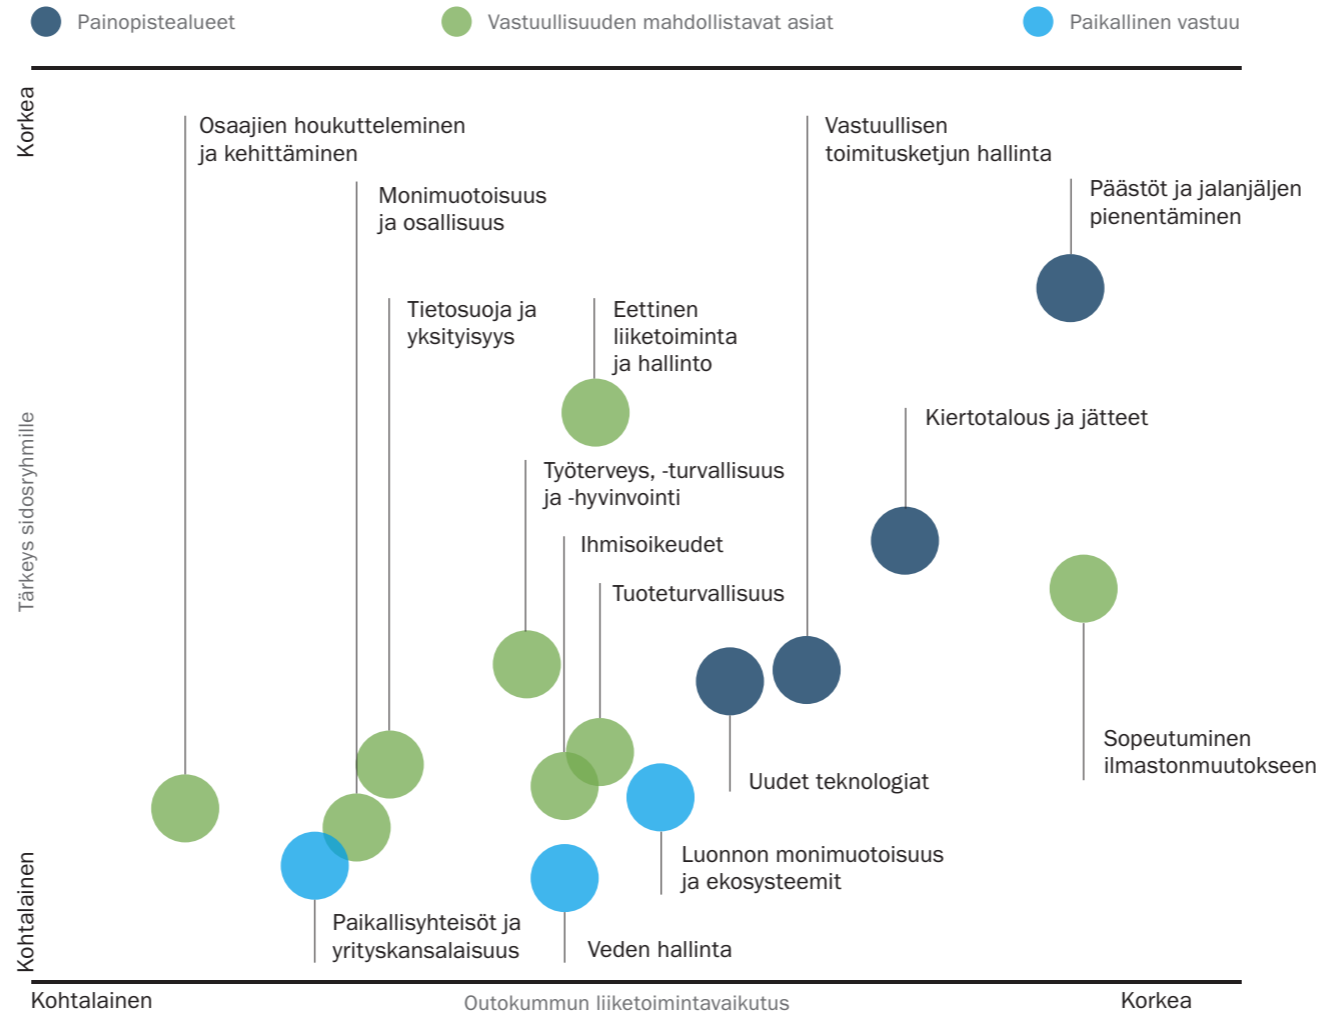 Painopistealueet
Vastuullisuuden mahdollistavat asiat
Paikallinen vastuu
Korkea
Osaajien houkutteleminen
ja kehittäminen
Vastuullisen
toimitusketjun hallinta
Monimuotoisuus
ja osallisuus
Päästöt ja jalanjäljen
pienentäminen
Tietosuoja ja
yksityisyys
Eettinen
liiketoiminta
ja hallinto
Kiertotalous ja jätteet
Tärkeys sidosryhmille
Työterveys, -turvallisuus
ja -hyvinvointi
Ihmisoikeudet
Tuoteturvallisuus
Sopeutuminen
ilmastonmuutokseen
Uudet teknologiat
Luonnon monimuotoisuus
ja ekosysteemit
Paikallisyhteisöt ja
yrityskansalaisuus
Veden hallinta
Kohtalainen
Kohtalainen
Outokummun liiketoimintavaikutus
Korkea